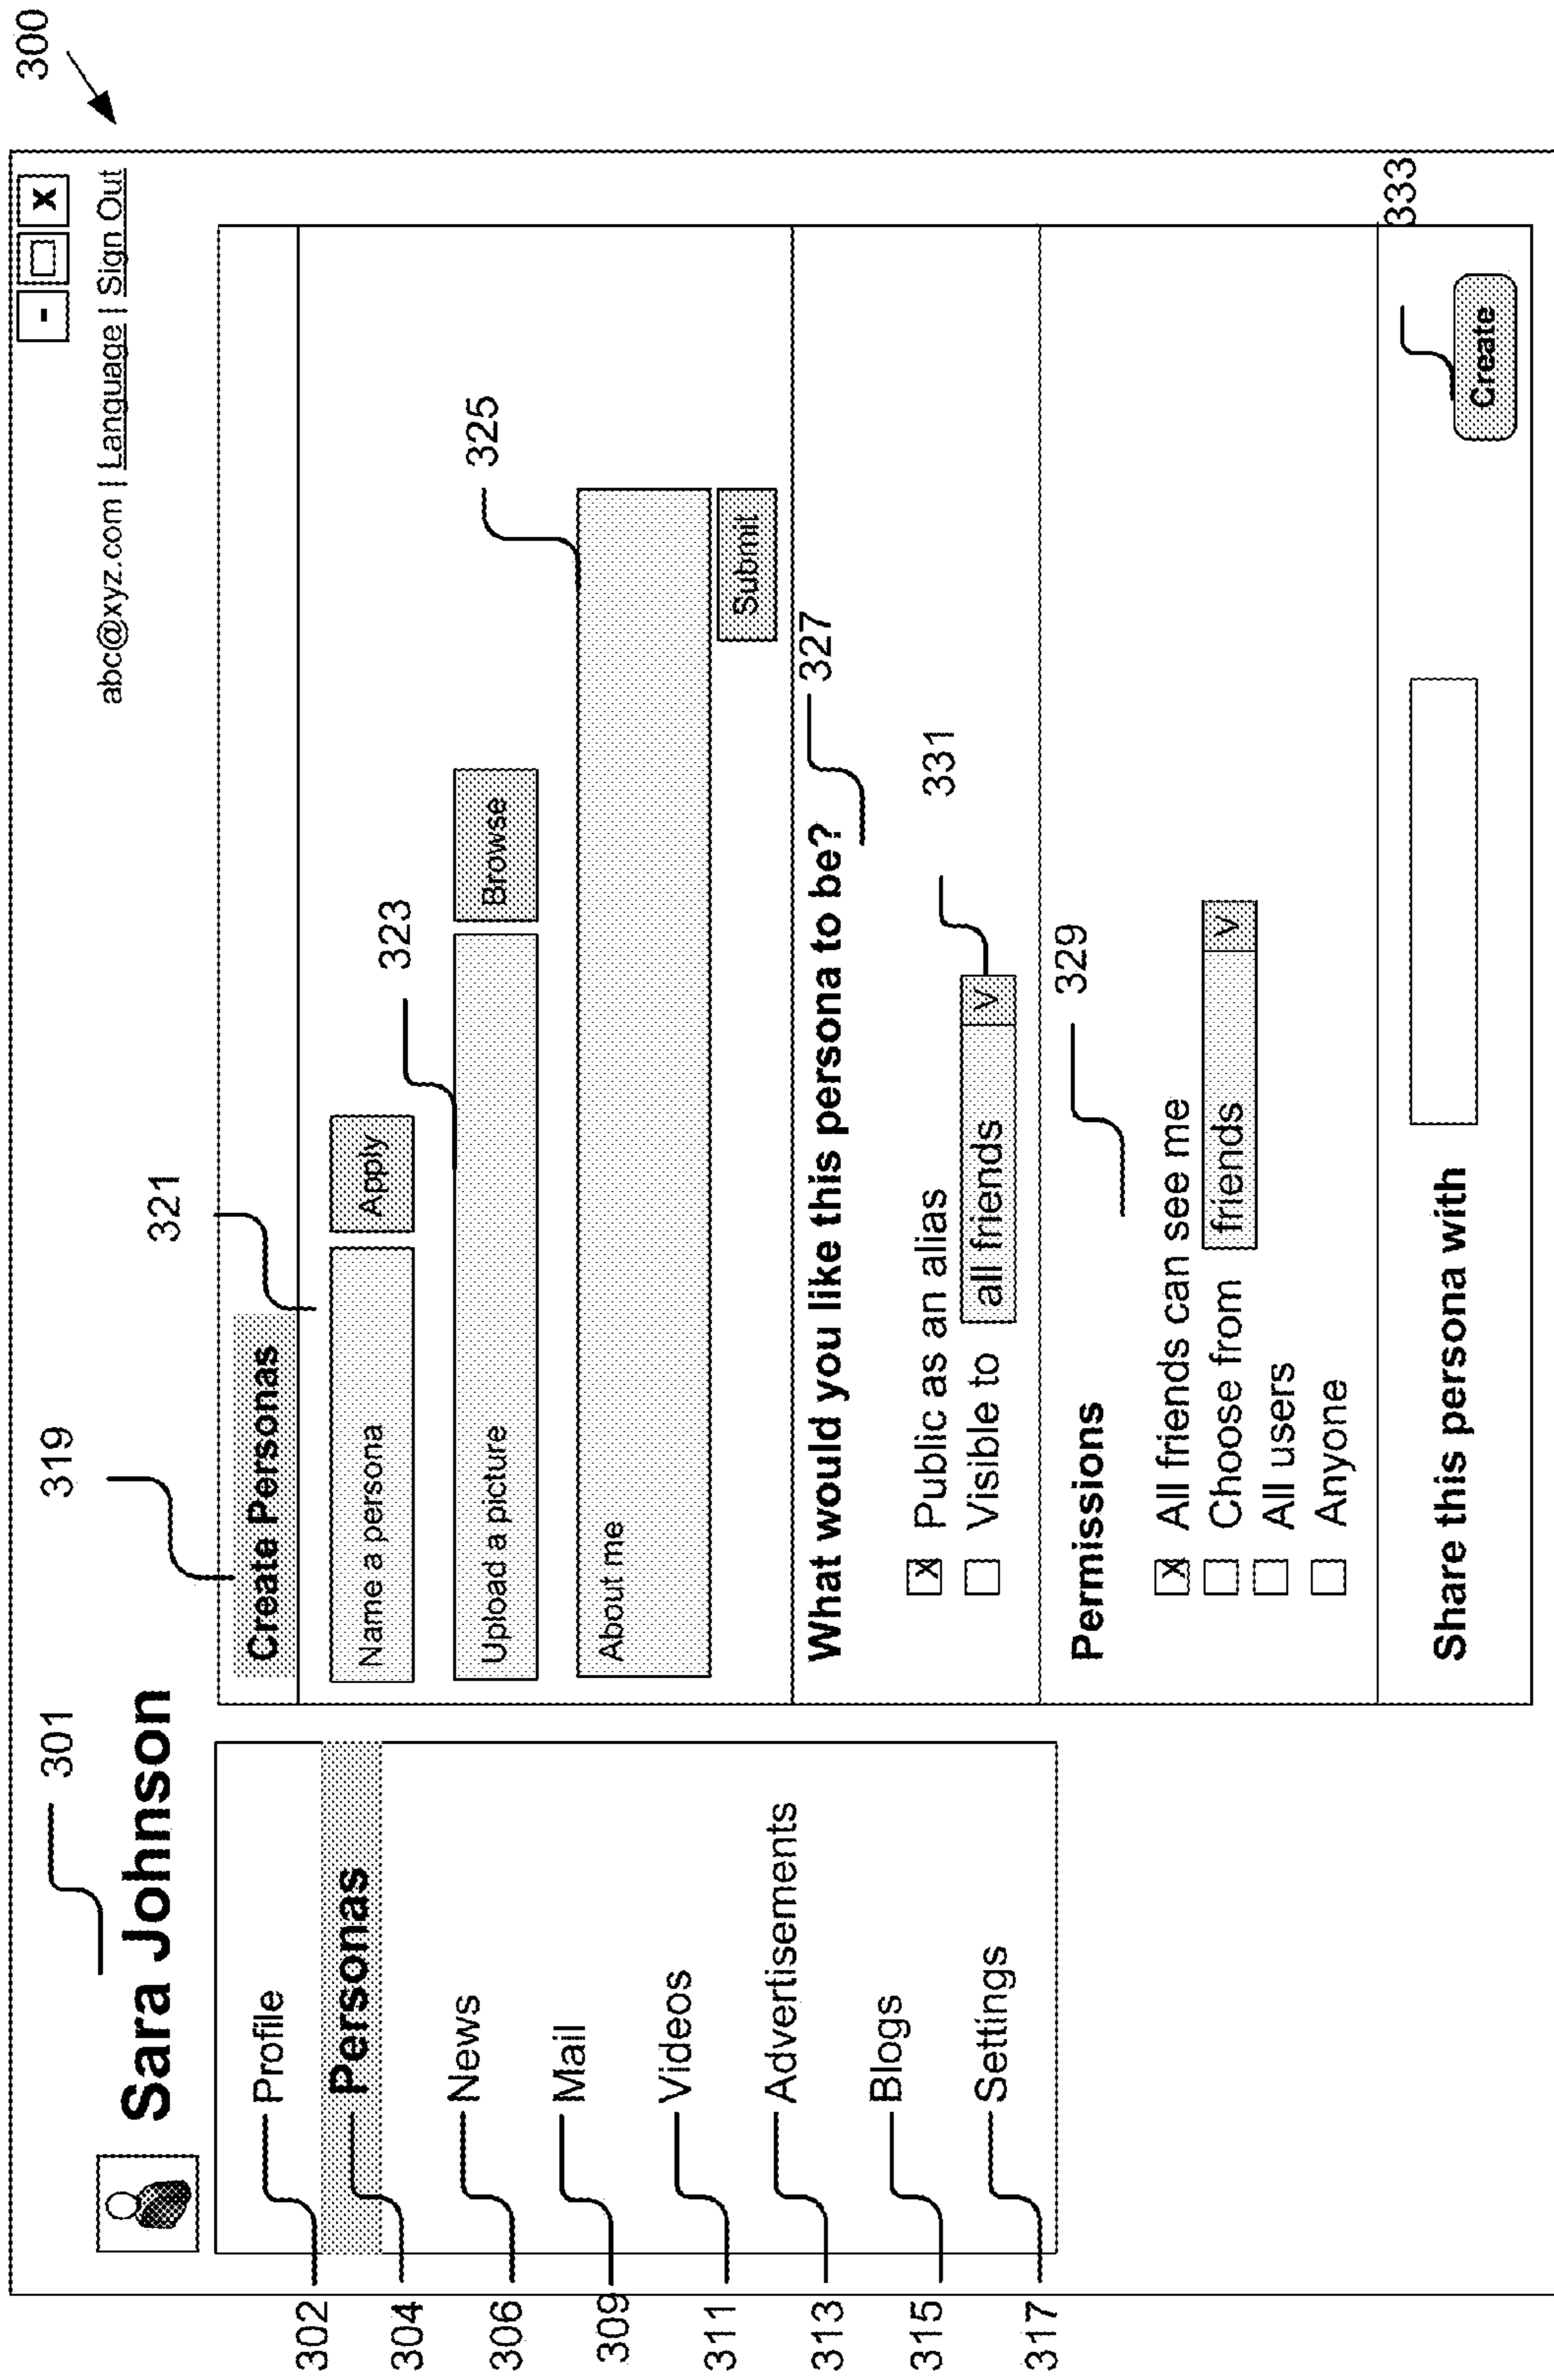 300
- x
abc@xyz.com | Language | Sign Out
301
Sara Johnson
302 Profile
304 Personas
306 News
309 Mail
311 Videos
313 Advertisements
315 Blogs
317 Settings
319
Create Personas
321
Name a persona Apply
323
Upload a picture Browse
325
About me
Submit
What would you like this persona to be? 327
X Public as an alias
331
Visible to all friends V
Permissions 329
X All friends can see me
Choose from friends V
All users
Anyone
333
Share this persona with
Create